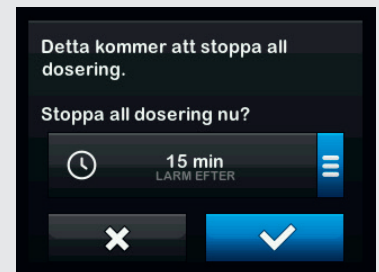 Detta kommer att stoppa all
dosering.
Stoppa all dosering nu?
15 min
LARM EFTER